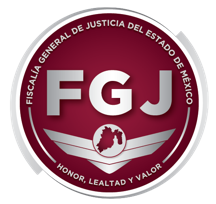 FISCALÍA GENERAL DE JUSTICIA DEL ESTADO DE MÉXICO
FGJ
HONOR, LEALTAD Y VALOR